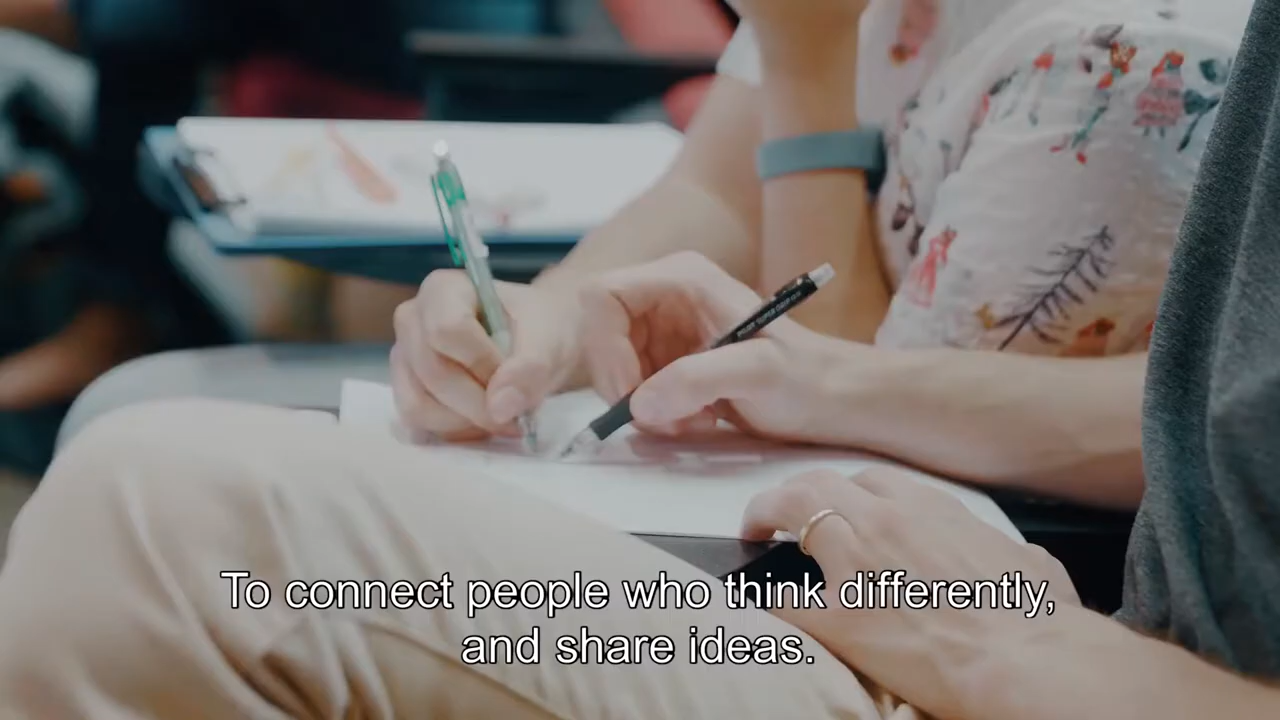 To connect people who think differently,
and share ideas.